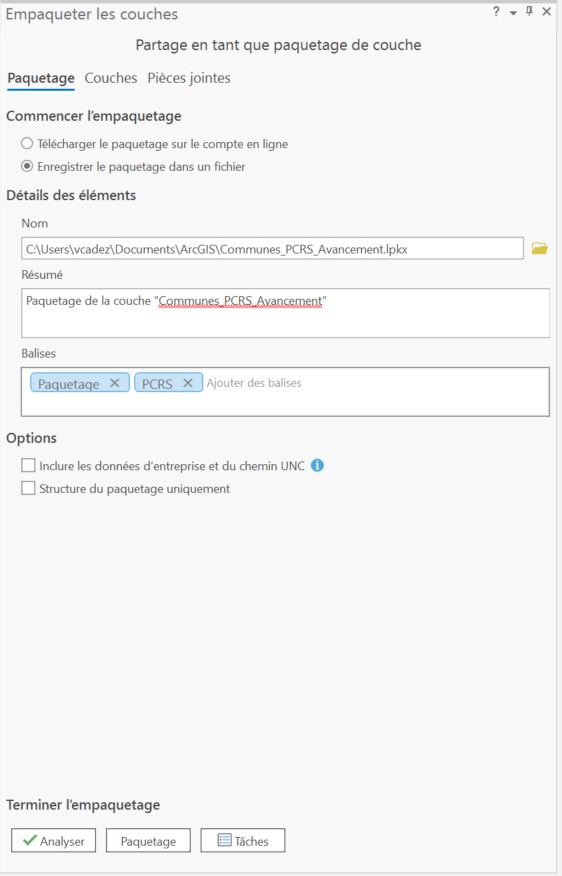 Empaqueter les couches
?
Partage en tant que paquetage de couche
Paquetage Couches Pièces jointes
Commencer l'empaquetage
Télécharger le paquetage sur le compte en ligne
Enregistrer le paquetage dans un fichier
Détails des éléments
Nom
C:\Users\vcadez\Documents\ArcGIS\Communes_PCRS_Avancement.lpkx
Résumé
Paquetage de la couche "Communes_PCRS_Avancement"
Balises
Paquetage × PCRS × Ajouter des balises
Options
Inclure les données d'entreprise et du chemin UNC
Structure du paquetage uniquement
Terminer l'empaquetage
Analyser Paquetage Tâches